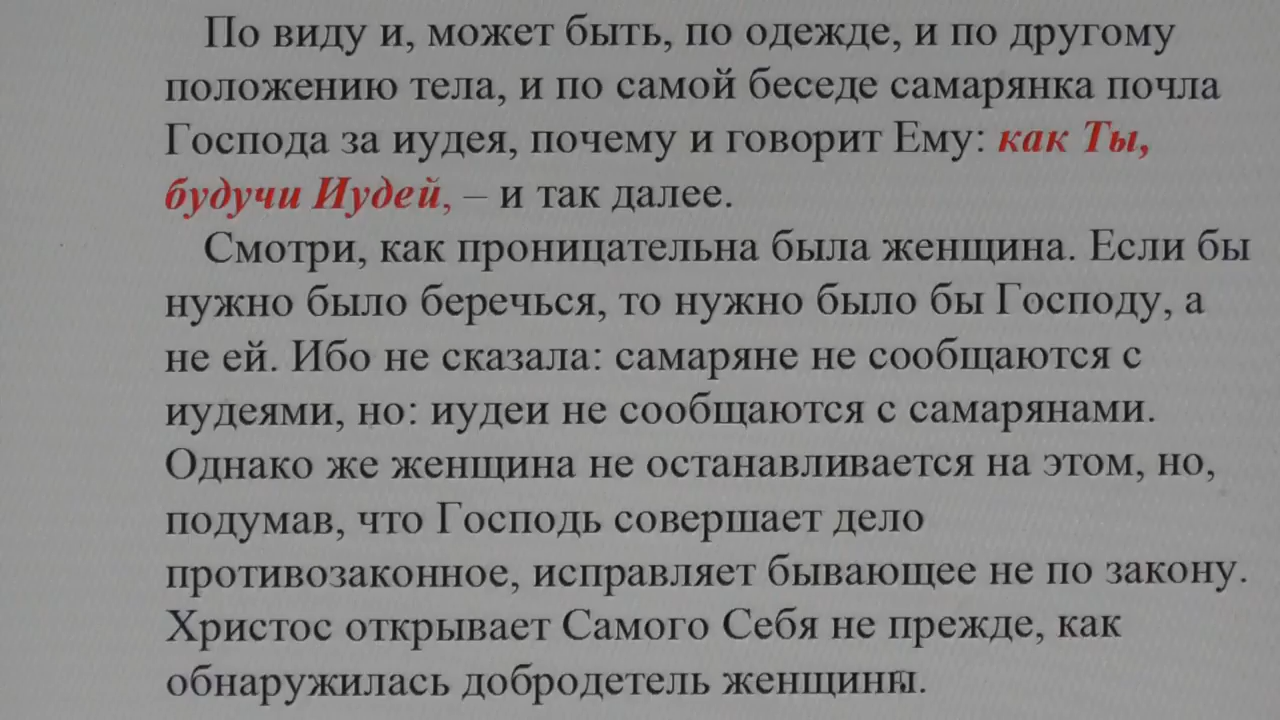 По виду и, может быть, по одежде, и по другому
положению тела, и по самой беседе самарянка почла
Господа за иудея, почему и говорит Ему: как Ты,
будучи Иудей, – и так далее.
Смотри, как проницательна была женщина. Если бы
нужно было беречься, то нужно было бы Господу, а
не ей. Ибо не сказала: самаряне не сообщаются с
иудеями, но: иудеи не сообщаются с самарянами.
Однако же женщина не останавливается на этом, но,
подумав, что Господь совершает дело
противозаконное, исправляет бывающее не по закону.
Христос открывает Самого Себя не прежде, как
обнаружилась добродетель женщины.